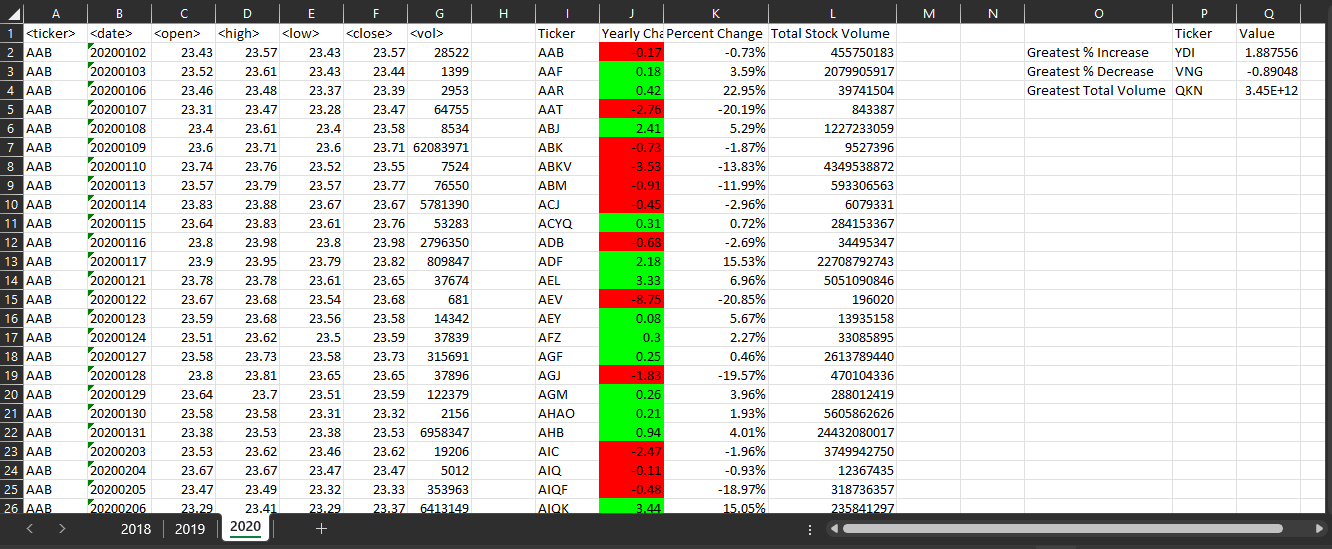 A B C D E F G H I J K L M N O P Q
1 <ticker> <date> <open> <high> <low> <close> <vol> Ticker Yearly Cha Percent Change Total Stock Volume Ticker Value
2 AAB 20200102 23.43 23.57 23.43 23.57 28522 AAB -0.17 -0.73% 455750183 Greatest % Increase YDI 1.887556
3 AAB 20200103 23.52 23.61 23.43 23.44 1399 AAF 0.18 3.59% 2079905917 Greatest % Decrease VNG -0.89048
4 AAB 20200106 23.46 23.48 23.37 23.39 2953 AAR 0.42 22.95% 39741504 Greatest Total Volume QKN 3.45E+12
5 AAB 20200107 23.31 23.47 23.28 23.47 64755 AAT -2.76 -20.19% 843387
6 AAB 20200108 23.4 23.61 23.4 23.58 8534 ABJ 2.41 5.29% 1227233059
7 AAB 20200109 23.6 23.71 23.6 23.71 62083971 ABK -0.73 -1.87% 9527396
8 AAB 20200110 23.74 23.76 23.52 23.55 7524 ABKV -3.53 -13.83% 4349538872
9 AAB 20200113 23.57 23.79 23.57 23.77 76550 ABM -0.91 -11.99% 593306563
10 AAB 20200114 23.83 23.88 23.67 23.67 5781390 ACJ -0.45 -2.96% 6079331
11 AAB 20200115 23.64 23.83 23.61 23.76 53283 ACYQ 0.31 0.72% 284153367
12 AAB 20200116 23.8 23.98 23.8 23.98 2796350 ADB -0.68 -2.69% 34495347
13 AAB 20200117 23.9 23.95 23.79 23.82 809847 ADF 2.18 15.53% 22708792743
14 AAB 20200121 23.78 23.78 23.61 23.65 37674 AEL 3.33 6.96% 5051090846
15 AAB 20200122 23.67 23.68 23.54 23.68 681 AEV -8.75 -20.85% 196020
16 AAB 20200123 23.59 23.68 23.56 23.58 14342 AEY 0.08 5.67% 13935158
17 AAB 20200124 23.51 23.62 23.5 23.59 37839 AFZ 0.3 2.27% 33085895
18 AAB 20200127 23.58 23.73 23.58 23.73 315691 AGF 0.25 0.46% 2613789440
19 AAB 20200128 23.8 23.81 23.65 23.65 37896 AGJ -1.83 -19.57% 470104336
20 AAB 20200129 23.64 23.7 23.51 23.59 122379 AGM 0.26 3.96% 288012419
21 AAB 20200130 23.58 23.58 23.31 23.32 2156 AHAO 0.21 1.93% 5605862626
22 AAB 20200131 23.38 23.53 23.38 23.53 6958347 AHB 0.94 4.01% 24432080017
23 AAB 20200203 23.53 23.62 23.46 23.62 19206 AIC -2.47 -1.96% 3749942750
24 AAB 20200204 23.67 23.67 23.47 23.47 5012 AIQ -0.11 -0.93% 12367435
25 AAB 20200205 23.47 23.49 23.32 23.33 353963 AIQF -0.48 -18.97% 318736357
26 AAB 20200206 23.29 23.41 23.29 23.37 6413149 AIQK 3.44 15.05% 235841297
2018 2019 2020